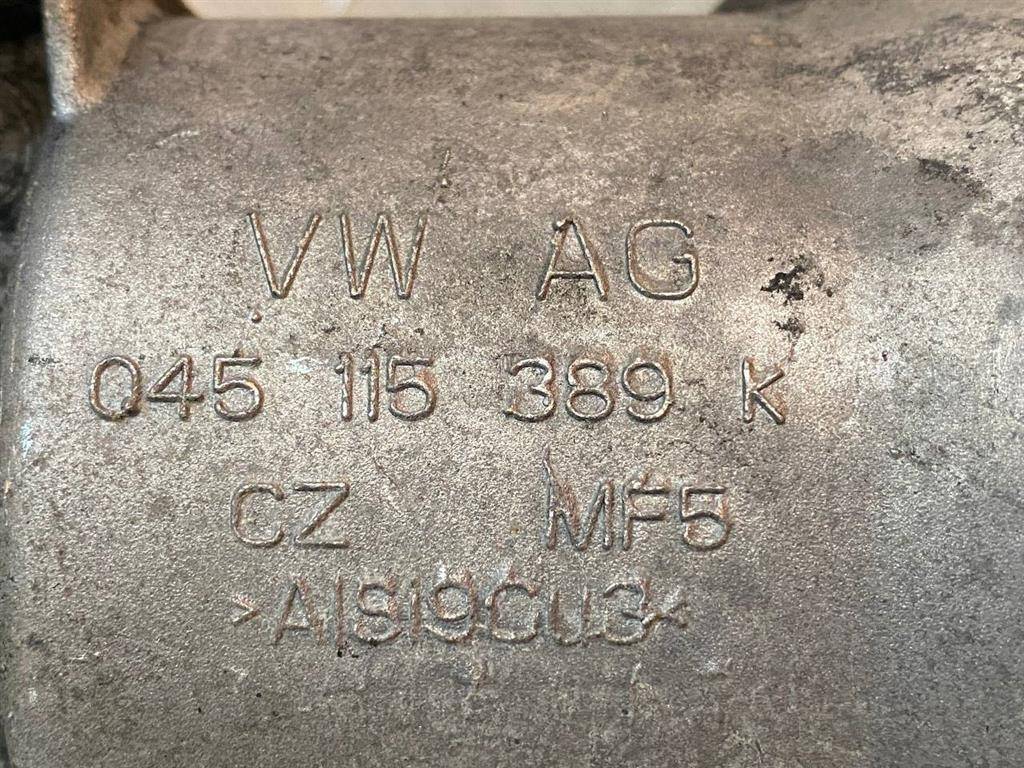 VW AG
045 115 389 K
CZ MF5
>AlSi9Cu3<